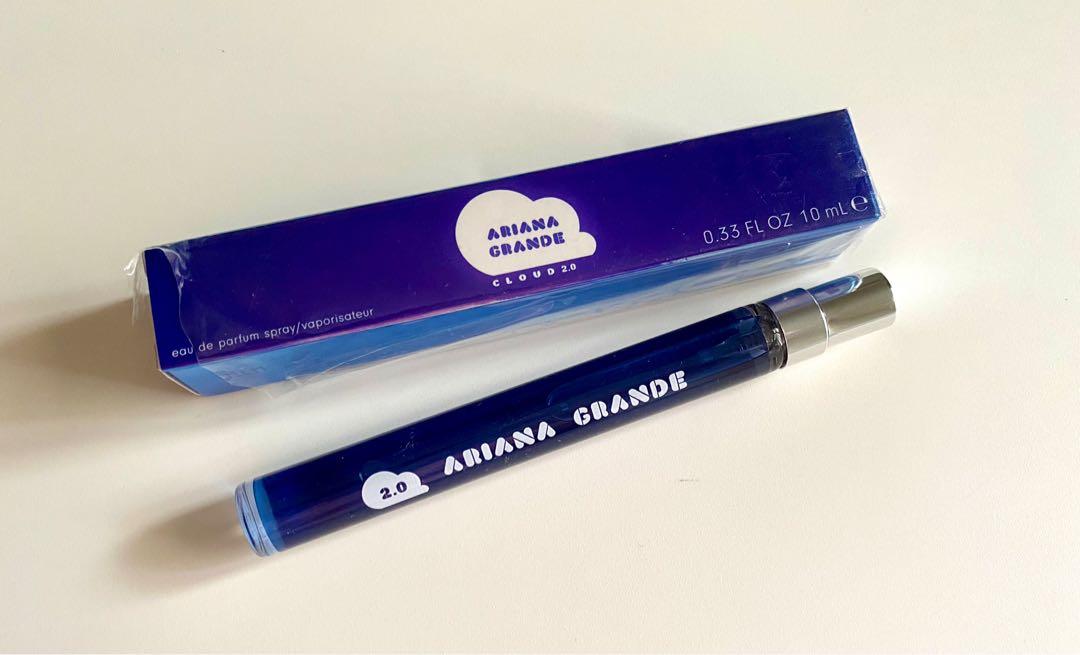 ARIANA
GRANDE
CLOUD 2.0
0.33 FL OZ 10 mL ℮
eau de parfum spray/vaporisateur
2.0 ARIANA GRANDE